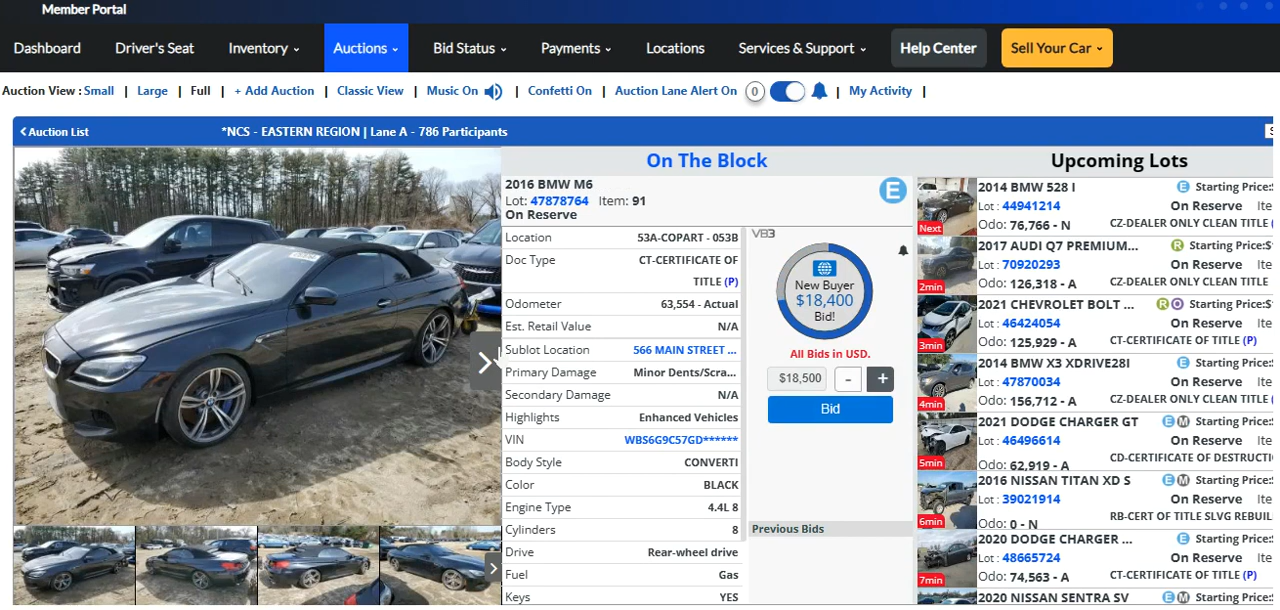 Member Portal
Dashboard Driver's Seat Inventory Auctions Bid Status Payments Locations Services & Support Help Center Sell Your Car
Auction View : Small | Large | Full | + Add Auction | Classic View | Music On | Confetti On | Auction Lane Alert On 0 | My Activity |
Auction List *NCS - EASTERN REGION | Lane A - 786 Participants
On The Block
2016 BMW M6
Lot: 47878764 Item: 91
On Reserve
E
Location 53A-COPART - 053B
Doc Type CT-CERTIFICATE OF
TITLE (P)
Odometer 63,554 - Actual
Est. Retail Value N/A
Sublot Location 566 MAIN STREET ...
Primary Damage Minor Dents/Scra...
Secondary Damage N/A
Highlights Enhanced Vehicles
VIN WBS6G9C57GD******
Body Style CONVERTI
Color BLACK
Engine Type 4.4L 8
Cylinders 8
Drive Rear-wheel drive
Fuel Gas
Keys YES
VB3
New Buyer
$18,400
Bid!
All Bids in USD.
$18,500 - +
Bid
Previous Bids
Upcoming Lots
2014 BMW 528 I E Starting Price:
Lot : 44941214 On Reserve Ite
Next Odo: 76,766 - N CZ-DEALER ONLY CLEAN TITLE
2017 AUDI Q7 PREMIUM... R Starting Price:
Lot : 70920293 On Reserve Ite
2min Odo: 126,318 - A CZ-DEALER ONLY CLEAN TITLE
2021 CHEVROLET BOLT ... R O Starting Price:
Lot : 46424054 On Reserve Ite
3min Odo: 125,929 - A CT-CERTIFICATE OF TITLE (P)
2014 BMW X3 XDRIVE28I E Starting Price:
Lot : 47870034 On Reserve Ite
4min Odo: 156,712 - A CZ-DEALER ONLY CLEAN TITLE
2021 DODGE CHARGER GT E M Starting Price:
Lot : 46496614 On Reserve Ite
5min Odo: 62,919 - A CD-CERTIFICATE OF DESTRUCTI
2016 NISSAN TITAN XD S E M Starting Price:
Lot : 39021914 On Reserve Ite
6min Odo: 0 - N RB-CERT OF TITLE SLVG REBUIL
2020 DODGE CHARGER ... E Starting Price:
Lot : 48665724 On Reserve Ite
7min Odo: 74,563 - A CT-CERTIFICATE OF TITLE (P)
2020 NISSAN SENTRA SV E M Starting Price: